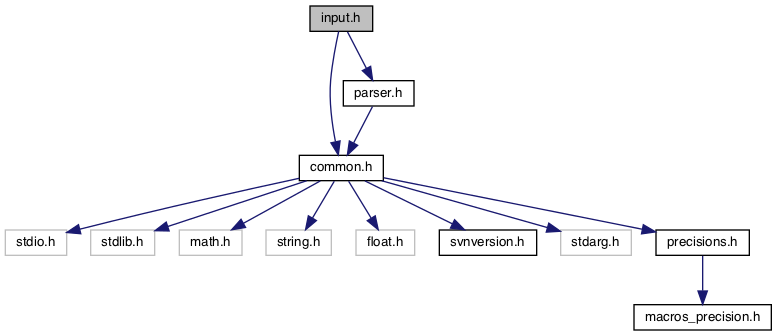 input.h
parser.h
common.h
stdio.h
stdlib.h
math.h
string.h
float.h
svnversion.h
stdarg.h
precisions.h
macros_precision.h